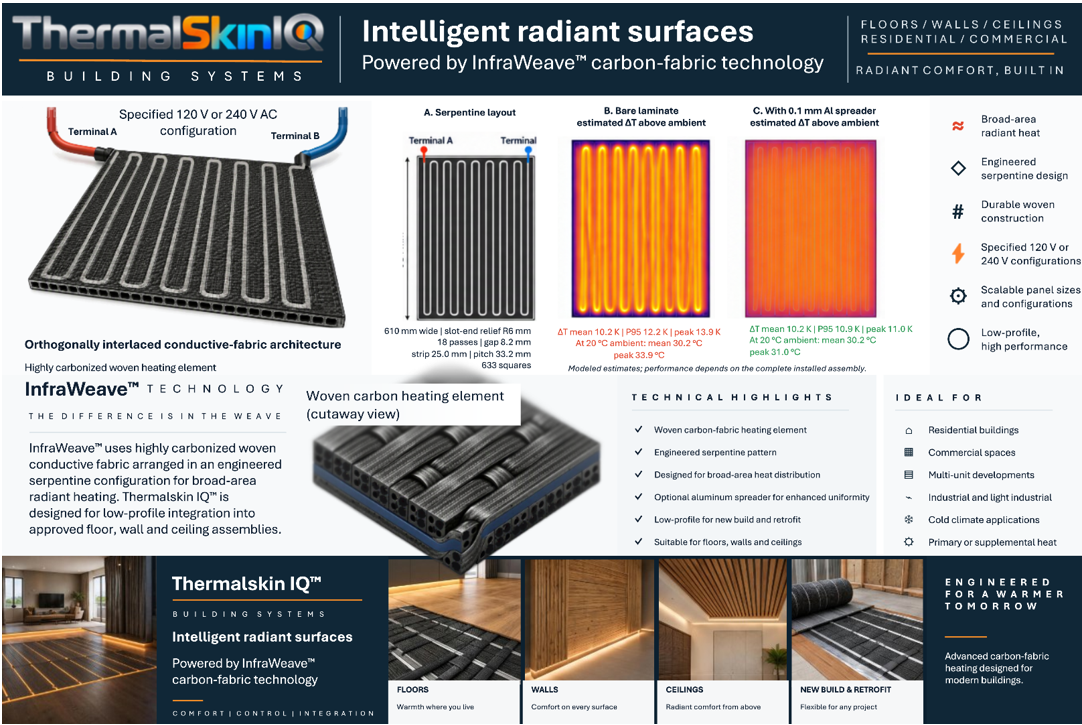 ThermalSkinIQ
BUILDING SYSTEMS
Intelligent radiant surfaces
Powered by InfraWeave™ carbon-fabric technology
FLOORS / WALLS / CEILINGS
RESIDENTIAL / COMMERCIAL
RADIANT COMFORT, BUILT IN
Specified 120 V or 240 V AC
configuration
Terminal A
Terminal B
Orthogonally interlaced conductive-fabric architecture
Highly carbonized woven heating element
A. Serpentine layout
Terminal A
Terminal
610 mm wide | slot-end relief R6 mm
18 passes | gap 8.2 mm
strip 25.0 mm | pitch 33.2 mm
633 squares
B. Bare laminate
estimated ΔT above ambient
ΔT mean 10.2 K | P95 12.2 K | peak 13.9 K
At 20 °C ambient: mean 30.2 °C
peak 33.9 °C
C. With 0.1 mm Al spreader
estimated ΔT above ambient
ΔT mean 10.2 K | P95 10.9 K | peak 11.0 K
At 20 °C ambient: mean 30.2 °C
peak 31.0 °C
Modeled estimates; performance depends on the complete installed assembly.
Broad-area
radiant heat
Engineered
serpentine design
Durable woven
construction
Specified 120 V or
240 V configurations
Scalable panel sizes
and configurations
Low-profile,
high performance
InfraWeave™ TECHNOLOGY
THE DIFFERENCE IS IN THE WEAVE
InfraWeave™ uses highly carbonized woven
conductive fabric arranged in an engineered
serpentine configuration for broad-area
radiant heating. Thermalskin IQ™ is
designed for low-profile integration into
approved floor, wall and ceiling assemblies.
Woven carbon heating element
(cutaway view)
TECHNICAL HIGHLIGHTS
✓ Woven carbon-fabric heating element
✓ Engineered serpentine pattern
✓ Designed for broad-area heat distribution
✓ Optional aluminum spreader for enhanced uniformity
✓ Low-profile for new build and retrofit
✓ Suitable for floors, walls and ceilings
IDEAL FOR
Residential buildings
Commercial spaces
Multi-unit developments
Industrial and light industrial
Cold climate applications
Primary or supplemental heat
Thermalskin IQ™
BUILDING SYSTEMS
Intelligent radiant surfaces
Powered by InfraWeave™
carbon-fabric technology
COMFORT | CONTROL | INTEGRATION
FLOORS
Warmth where you live
WALLS
Comfort on every surface
CEILINGS
Radiant comfort from above
NEW BUILD & RETROFIT
Flexible for any project
ENGINEERED
FOR A WARMER
TOMORROW
Advanced carbon-fabric
heating designed for
modern buildings.